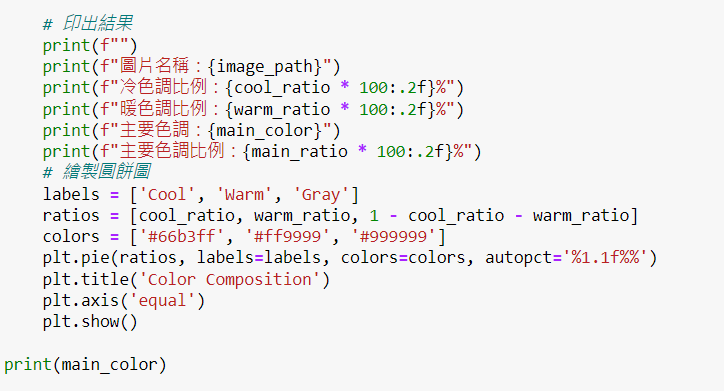 # 印出結果
print(f"")
print(f"圖片名稱：{image_path}")
print(f"冷色調比例：{cool_ratio * 100:.2f}%")
print(f"暖色調比例：{warm_ratio * 100:.2f}%")
print(f"主要色調：{main_color}")
print(f"主要色調比例：{main_ratio * 100:.2f}%")
# 繪製圓餅圖
labels = ['Cool', 'Warm', 'Gray']
ratios = [cool_ratio, warm_ratio, 1 - cool_ratio - warm_ratio]
colors = ['#66b3ff', '#ff9999', '#999999']
plt.pie(ratios, labels=labels, colors=colors, autopct='%1.1f%%')
plt.title('Color Composition')
plt.axis('equal')
plt.show()
print(main_color)